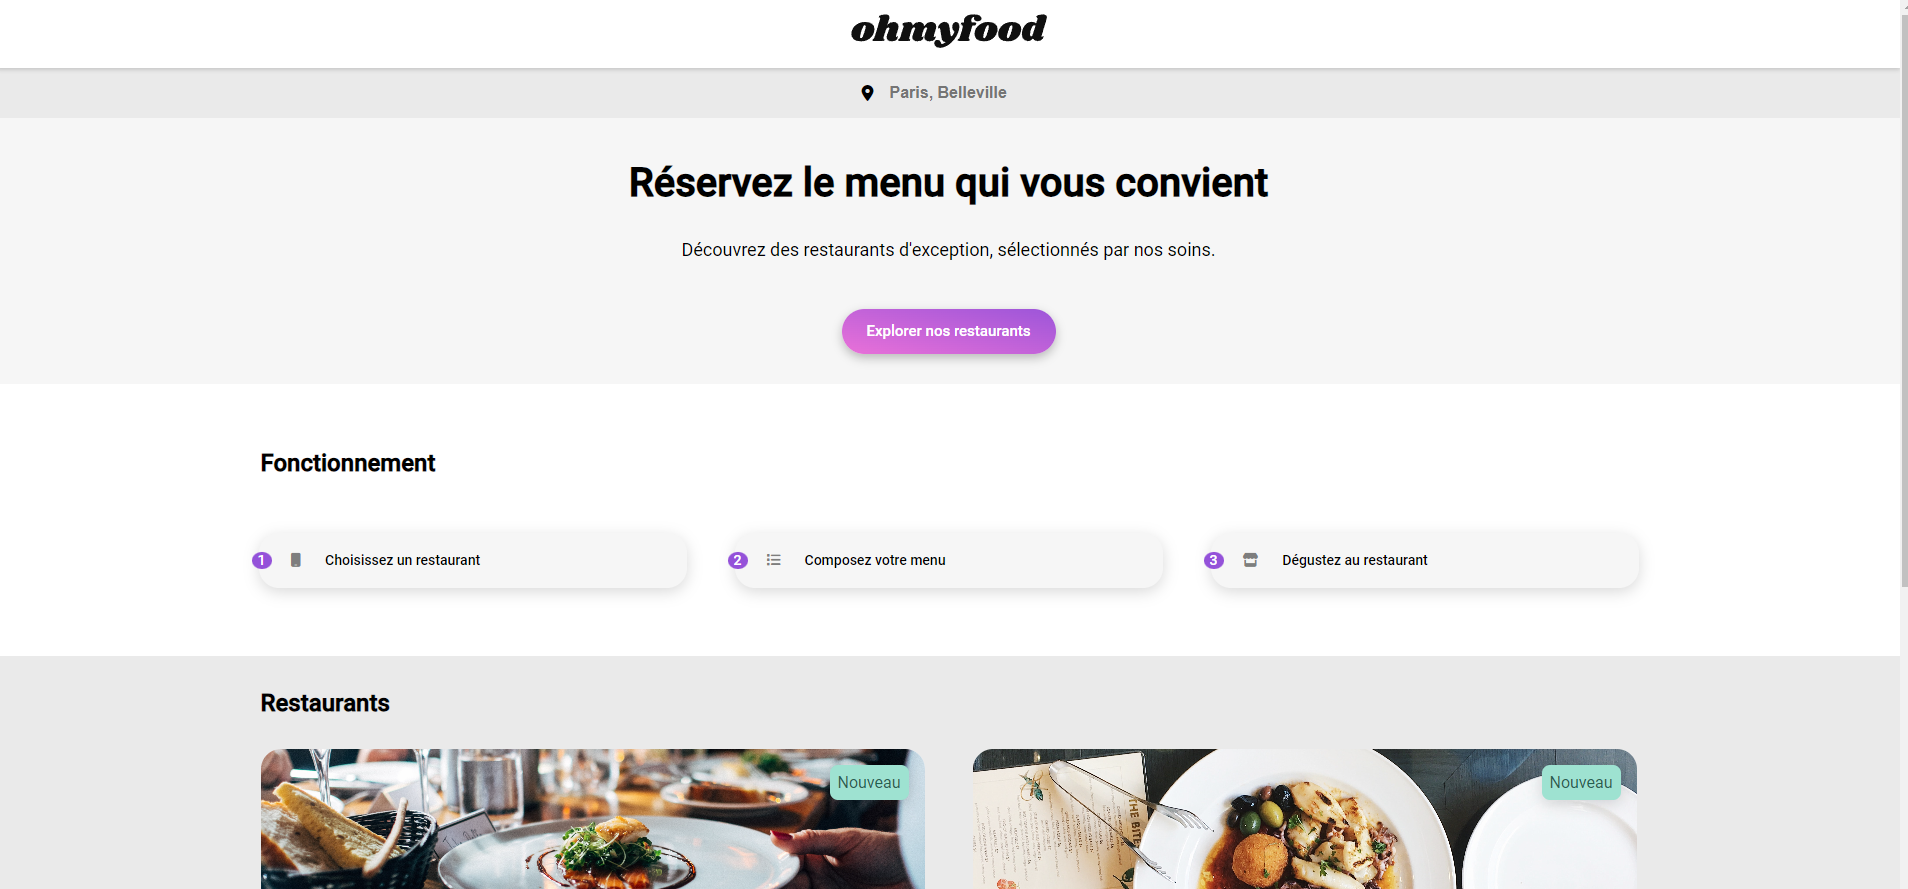 ohmyfood
Paris, Belleville
Réservez le menu qui vous convient
Découvrez des restaurants d'exception, sélectionnés par nos soins.
Explorer nos restaurants
Fonctionnement
1 Choisissez un restaurant
2 Composez votre menu
3 Dégustez au restaurant
Restaurants
Nouveau
Nouveau